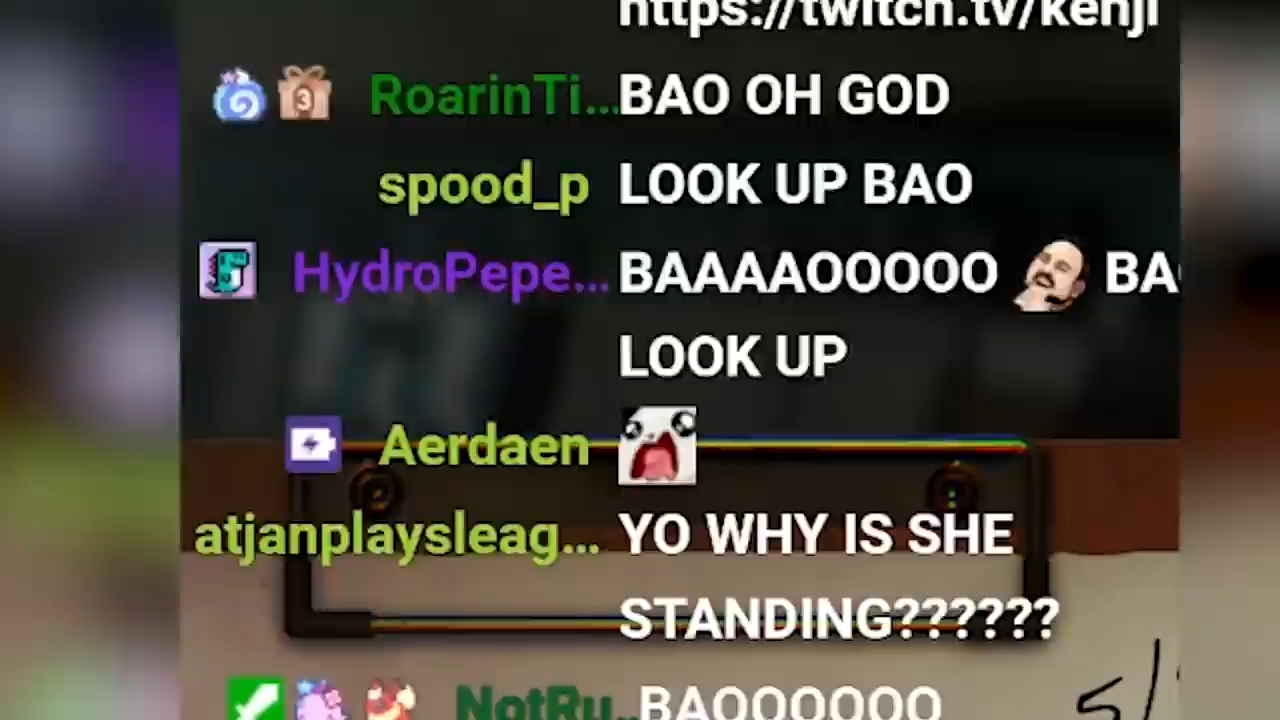 https://twitch.tv/kenji
RoarinTi... BAO OH GOD
spood_p LOOK UP BAO
HydroPepe... BAAAAOOOOO
LOOK UP
Aerdaen
atjanplaysleag... YO WHY IS SHE
STANDING??????
NotRu.. BAOOOOOO